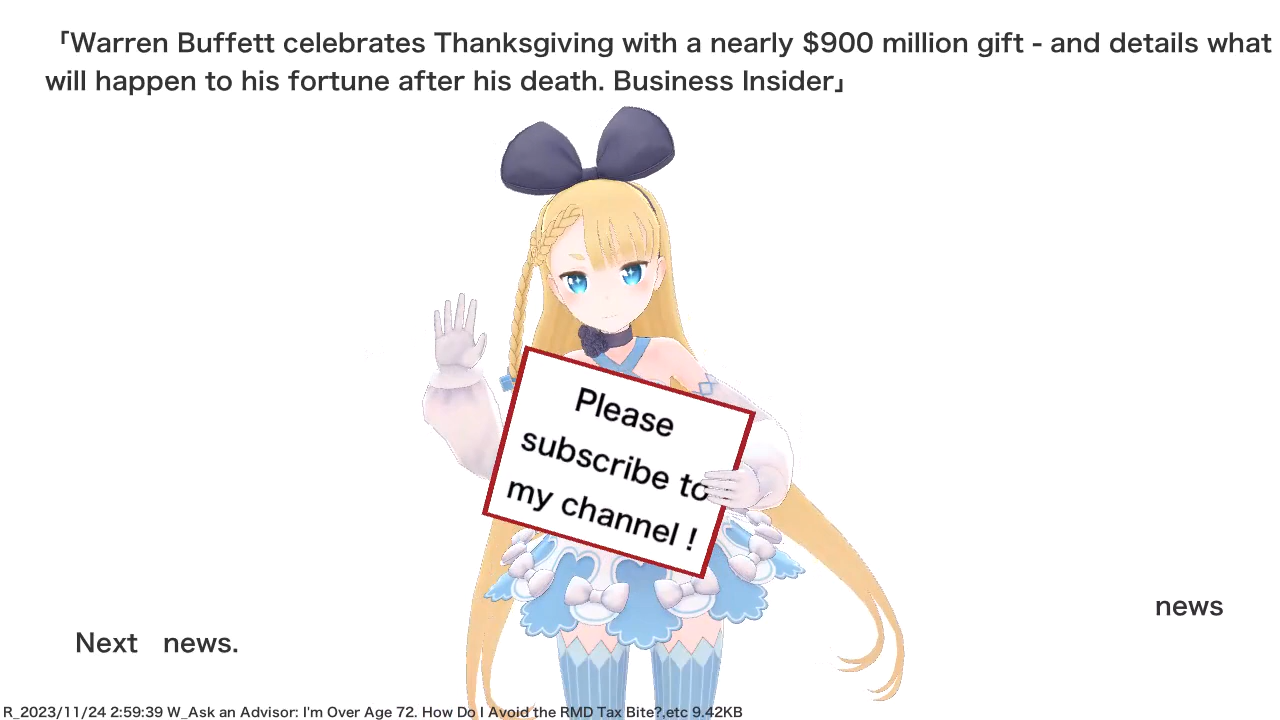 「Warren Buffett celebrates Thanksgiving with a nearly $900 million gift - and details what
will happen to his fortune after his death. Business Insider」
Please
subscribe to
my channel !
news
Next news.
R_2023/11/24 2:59:39 W_Ask an Advisor: I'm Over Age 72. How Do I Avoid the RMD Tax Bite?,etc 9.42KB